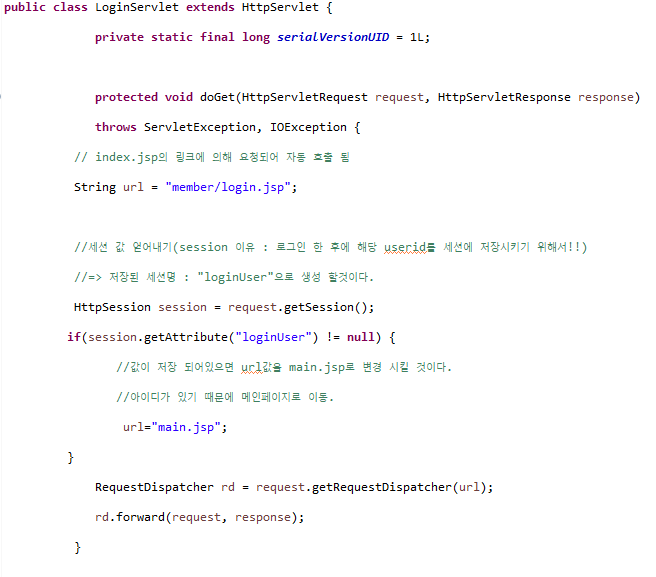 public class LoginServlet extends HttpServlet {
private static final long serialVersionUID = 1L;
protected void doGet(HttpServletRequest request, HttpServletResponse response)
throws ServletException, IOException {
// index.jsp의 링크에 의해 요청되어 자동 호출 됨
String url = "member/login.jsp";
//세션 값 얻어내기(session 이유 : 로그인 한 후에 해당 userid를 세션에 저장시키기 위해서!!)
//=> 저장된 세션명 : "loginUser"으로 생성 할것이다.
HttpSession session = request.getSession();
if(session.getAttribute("loginUser") != null) {
//값이 저장 되어있으면 url값을 main.jsp로 변경 시킬 것이다.
//아이디가 있기 때문에 메인페이지로 이동.
url="main.jsp";
}
RequestDispatcher rd = request.getRequestDispatcher(url);
rd.forward(request, response);
}